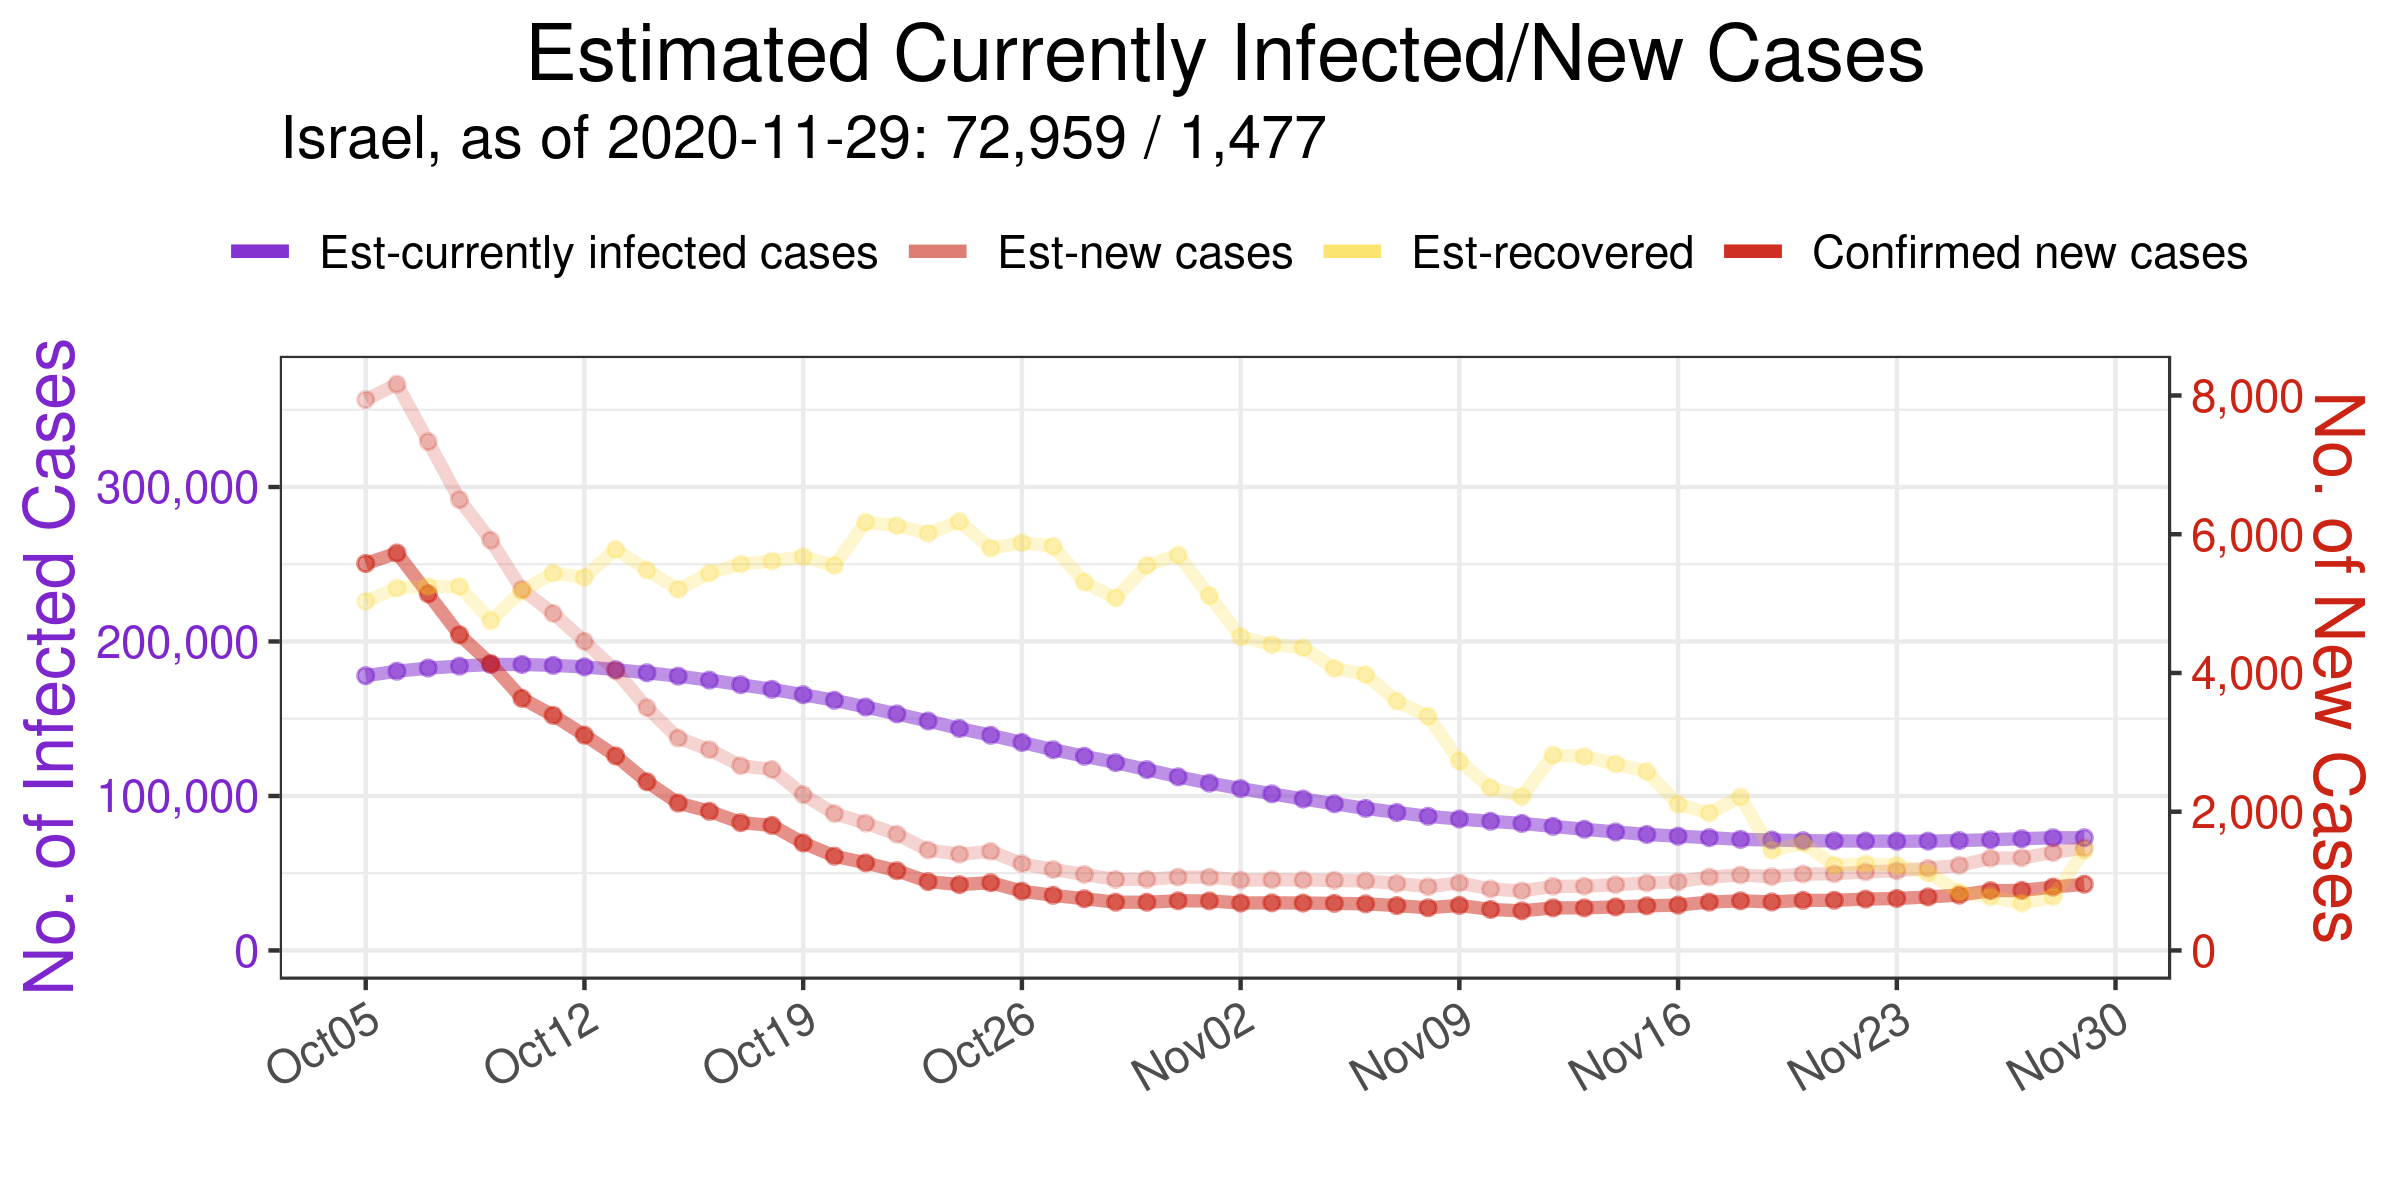 Estimated Currently Infected/New Cases
Israel, as of 2020-11-29: 72,959 / 1,477
Est-currently infected cases Est-new cases Est-recovered Confirmed new cases
No. of Infected Cases
300,000
200,000
100,000
0
8,000
6,000
4,000
2,000
0
No. of New Cases
Oct05 Oct12 Oct19 Oct26 Nov02 Nov09 Nov16 Nov23 Nov30